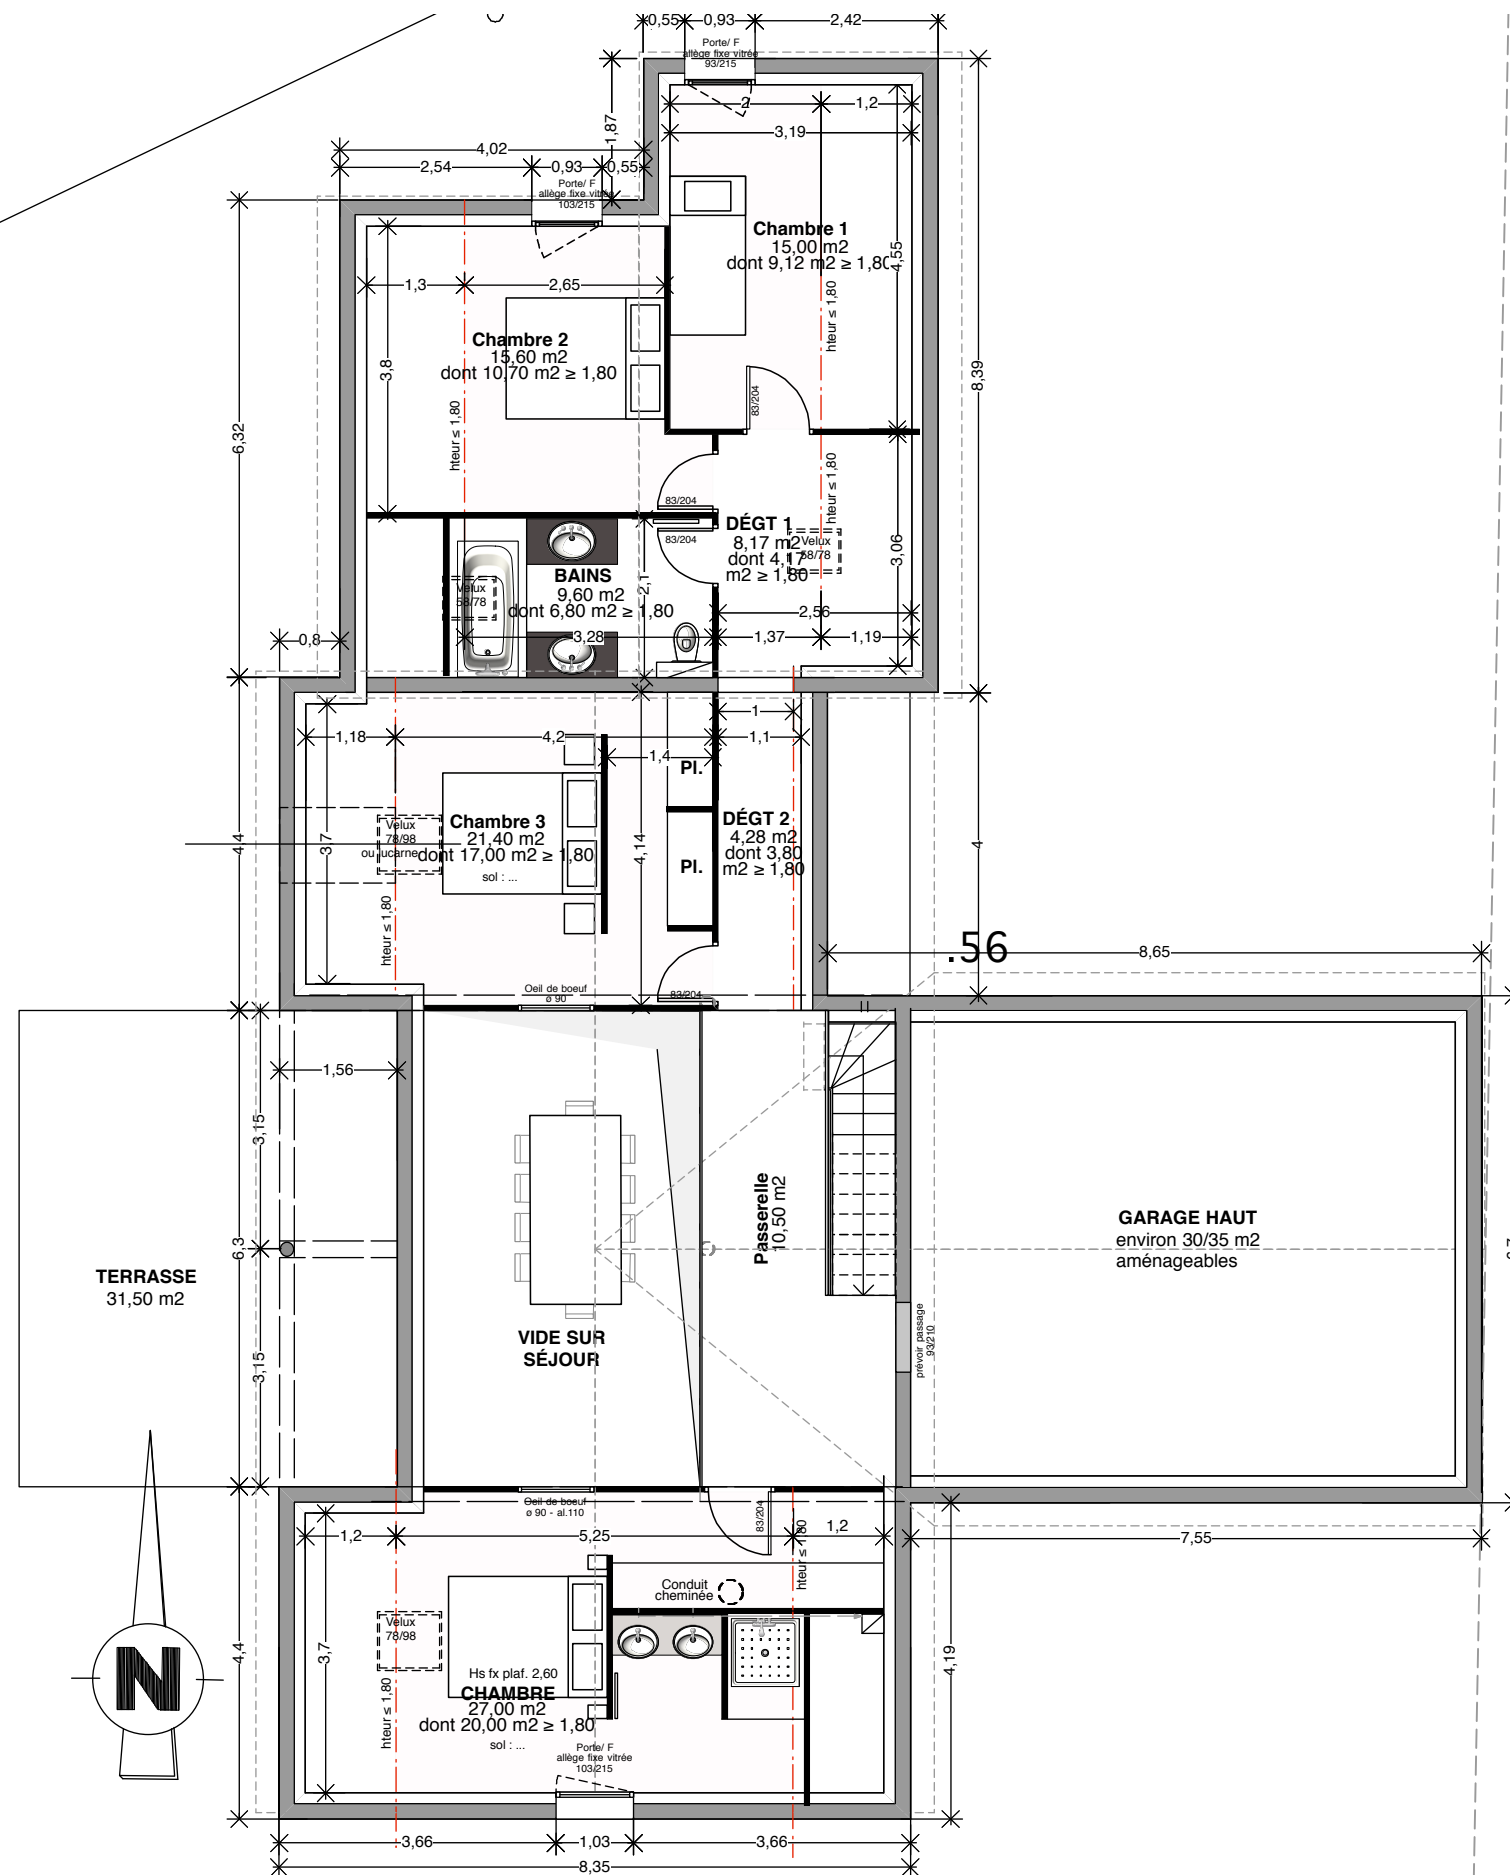 0,55
0,93
2,42
Porte/ F
allège fixe vitrée
93/215
2
1,2
3,19
1,87
4,02
2,54
0,93
0,55
Porte/ F
allège fixe vitrée
103/215
Chambre 1
15,00 m2
dont 9,12 m2 ≥ 1,80
4,55
hteur ≤ 1,80
1,3
2,65
Chambre 2
15,60 m2
dont 10,70 m2 ≥ 1,80
3,8
hteur ≤ 1,80
8,39
6,32
83/204
83/204
83/204
hteur ≤ 1,80
DÉGT 1
8,17 m2
dont 4,17
m2 ≥ 1,80
Velux
58/78
3,06
BAINS
9,60 m2
dont 6,80 m2 ≥ 1,80
Velux
58/78
2,1
2,56
3,28
1,37
1,19
0,8
1
1,18
4,2
1,1
1,4
Pl.
Chambre 3
21,40 m2
dont 17,00 m2 ≥ 1,80
sol : ...
Velux
78/98
ou lucarne
3,7
4,4
4,14
hteur ≤ 1,80
DÉGT 2
4,28 m2
dont 3,80
m2 ≥ 1,80
Pl.
4
.56
8,65
Oeil de boeuf
ø 90
83/204
1,56
3,15
6,3
3,15
TERRASSE
31,50 m2
VIDE SUR
SÉJOUR
Passerelle
10,50 m2
GARAGE HAUT
environ 30/35 m2
aménageables
prévoir passage
93/210
Oeil de boeuf
ø 90 - al.110
83/204
1,2
5,25
1,2
hteur ≤ 1,80
7,55
Conduit
cheminée
Velux
78/98
3,7
4,4
4,19
hteur ≤ 1,80
Hs fx plaf. 2,60
CHAMBRE
27,00 m2
dont 20,00 m2 ≥ 1,80
sol : ...
Porte/ F
allège fixe vitrée
103/215
N
3,66
1,03
3,66
8,35